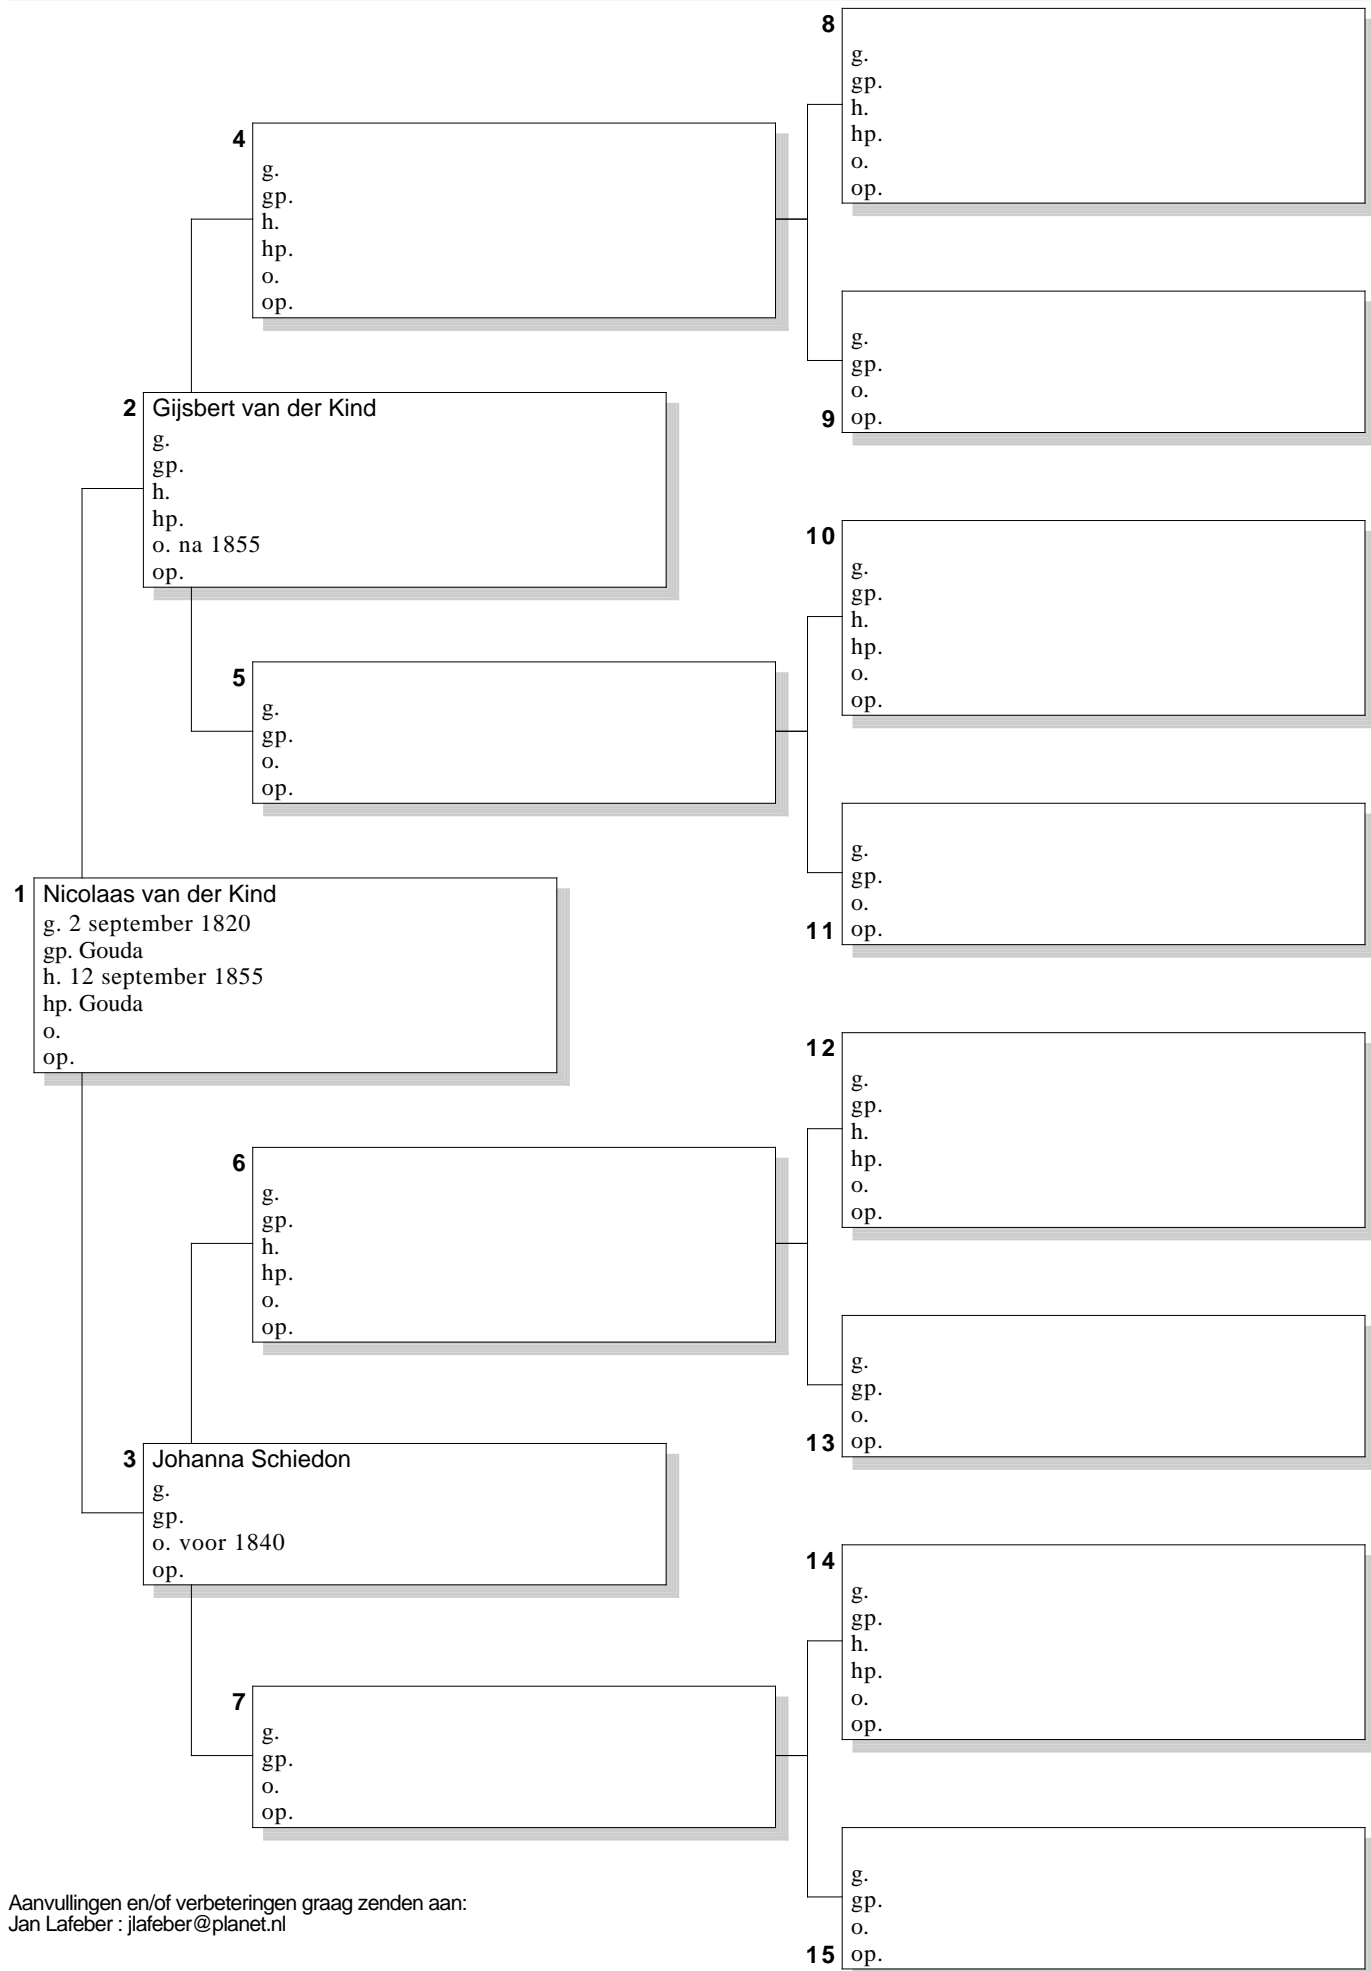 8
g.
gp.
h.
hp.
o.
op.
4
g.
gp.
h.
hp.
o.
op.
g.
gp.
o.
9 op.
2 Gijsbert van der Kind
g.
gp.
h.
hp.
o. na 1855
op.
10
g.
gp.
h.
hp.
o.
op.
5
g.
gp.
o.
op.
g.
gp.
o.
11 op.
1 Nicolaas van der Kind
g. 2 september 1820
gp. Gouda
h. 12 september 1855
hp. Gouda
o.
op.
12
g.
gp.
h.
hp.
o.
op.
6
g.
gp.
h.
hp.
o.
op.
g.
gp.
o.
13 op.
3 Johanna Schiedon
g.
gp.
o. voor 1840
op.
14
g.
gp.
h.
hp.
o.
op.
7
g.
gp.
o.
op.
g.
gp.
o.
15 op.
Aanvullingen en/of verbeteringen graag zenden aan:
Jan Lafeber : jlafeber@planet.nl